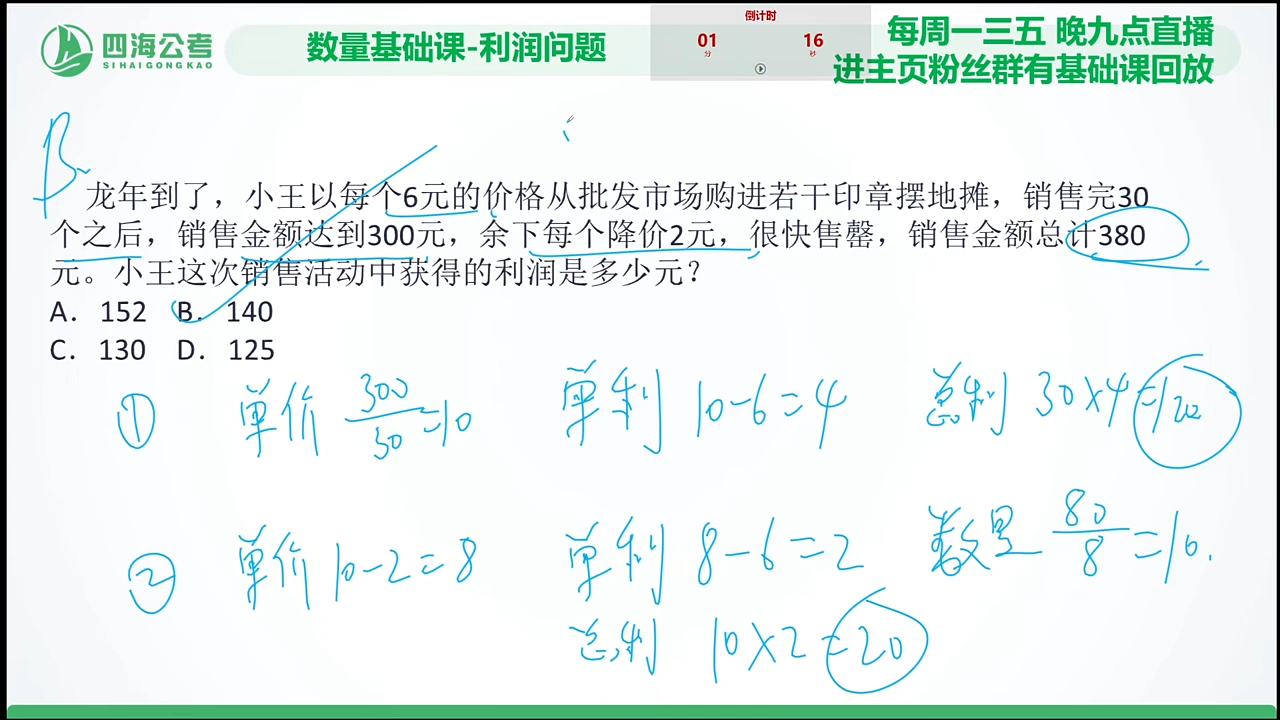 四海公考
SIHAIGONGKAO
数量基础课-利润问题
倒计时
01 16
分 秒
每周一三五 晚九点直播
进主页粉丝群有基础课回放
B
龙年到了，小王以每个6元的价格从批发市场购进若干印章摆地摊，销售完30
个之后，销售金额达到300元，余下每个降价2元，很快售罄，销售金额总计380
元。小王这次销售活动中获得的利润是多少元？
A. 152 B. 140
C. 130 D. 125
① 单价 300/30=10 单利 10-6=4 总利 30×4=120
② 单价 10-2=8 单利 8-6=2 数量 80/8=10.
总利 10×2=20